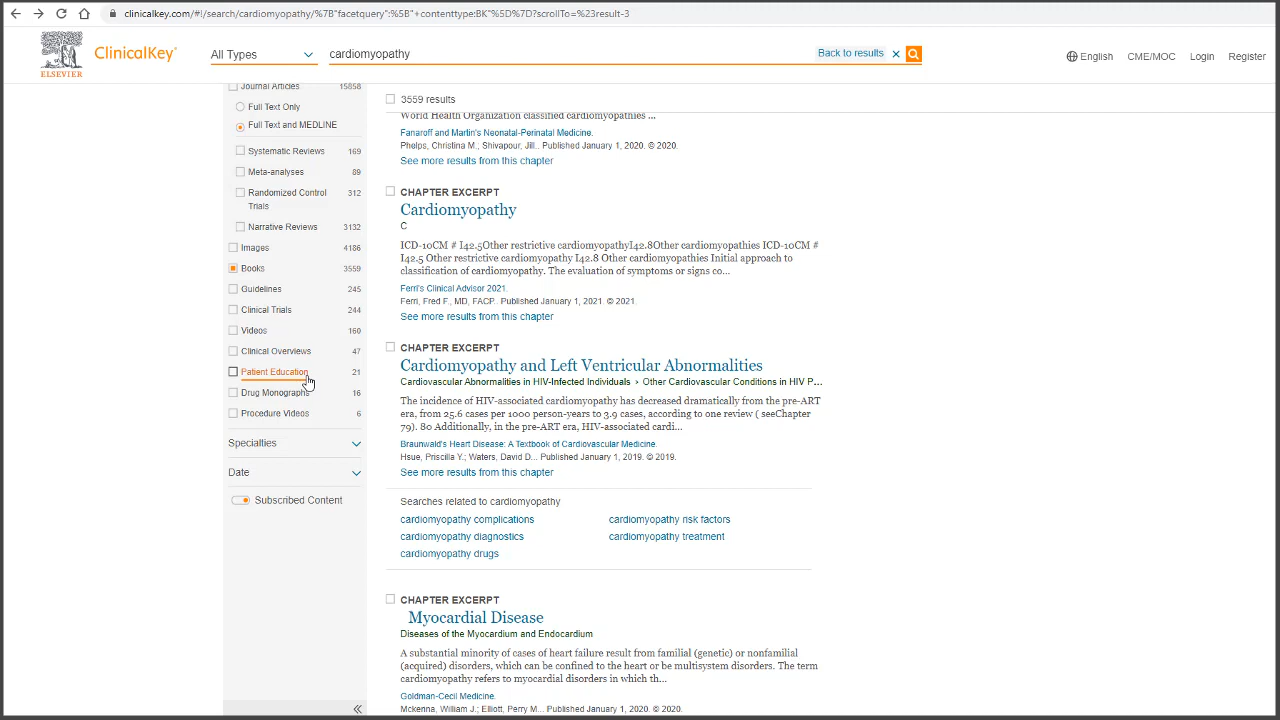 clinicalkey.com/#!/search/cardiomyopathy/%7B"facetquery":%5B"+contenttype:BK"%5D%7D?scrollTo=%23result-3
ELSEVIER
ClinicalKey®
All Types
cardiomyopathy
Back to results
English
CME/MOC
Login
Register
Journal Articles 15858
Full Text Only
Full Text and MEDLINE
Systematic Reviews 169
Meta-analyses 89
Randomized Control 312
Trials
Narrative Reviews 3132
Images 4186
Books 3559
Guidelines 245
Clinical Trials 244
Videos 160
Clinical Overviews 47
Patient Education 21
Drug Monographs 16
Procedure Videos 6
Specialties
Date
Subscribed Content
3559 results
World Health Organization classified cardiomyopathies ...
Fanaroff and Martin's Neonatal-Perinatal Medicine.
Phelps, Christina M.; Shivapour, Jill.. Published January 1, 2020. © 2020.
See more results from this chapter
CHAPTER EXCERPT
Cardiomyopathy
C
ICD-10CM # I42.5Other restrictive cardiomyopathyI42.8Other cardiomyopathies ICD-10CM #
I42.5 Other restrictive cardiomyopathy I42.8 Other cardiomyopathies Initial approach to
classification of cardiomyopathy. The evaluation of symptoms or signs co...
Ferri's Clinical Advisor 2021.
Ferri, Fred F., MD, FACP.. Published January 1, 2021. © 2021.
See more results from this chapter
CHAPTER EXCERPT
Cardiomyopathy and Left Ventricular Abnormalities
Cardiovascular Abnormalities in HIV-Infected Individuals › Other Cardiovascular Conditions in HIV P...
The incidence of HIV-associated cardiomyopathy has decreased dramatically from the pre-ART
era, from 25.6 cases per 1000 person-years to 3.9 cases, according to one review ( seeChapter
79). 80 Additionally, in the pre-ART era, HIV-associated cardi...
Braunwald's Heart Disease: A Textbook of Cardiovascular Medicine.
Hsue, Priscilla Y.; Waters, David D... Published January 1, 2019. © 2019.
See more results from this chapter
Searches related to cardiomyopathy
cardiomyopathy complications
cardiomyopathy risk factors
cardiomyopathy diagnostics
cardiomyopathy treatment
cardiomyopathy drugs
CHAPTER EXCERPT
Myocardial Disease
Diseases of the Myocardium and Endocardium
A substantial minority of cases of heart failure result from familial (genetic) or nonfamilial
(acquired) disorders, which can be confined to the heart or be multisystem disorders. The term
cardiomyopathy refers to myocardial disorders in which th...
Goldman-Cecil Medicine.
Mckenna, William J.; Elliott, Perry M... Published January 1, 2020. © 2020.